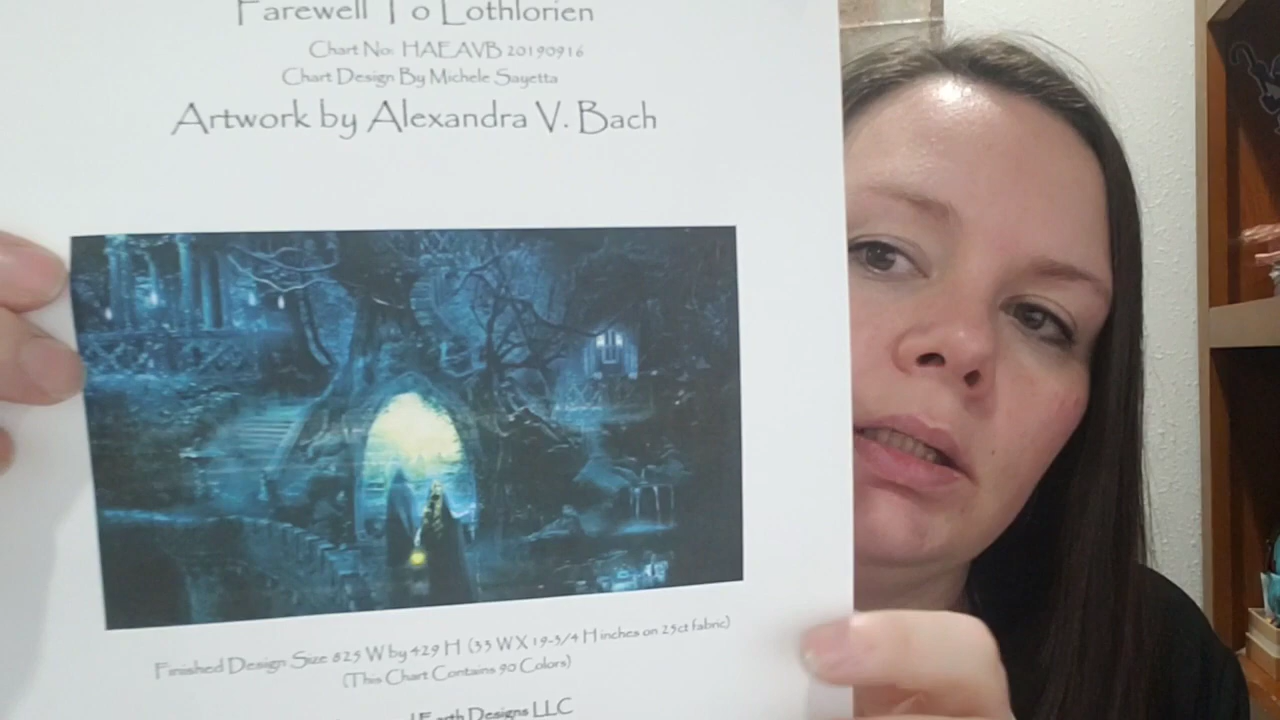 Farewell To Lothlorien
Chart No: HAEAVB 20190916
Chart Design By Michele Sayetta
Artwork by Alexandra V. Bach
Finished Design Size 825 W by 429 H (33 W X 19-3/4 H inches on 25ct fabric)
(This Chart Contains 90 Colors)
Earth Designs LLC